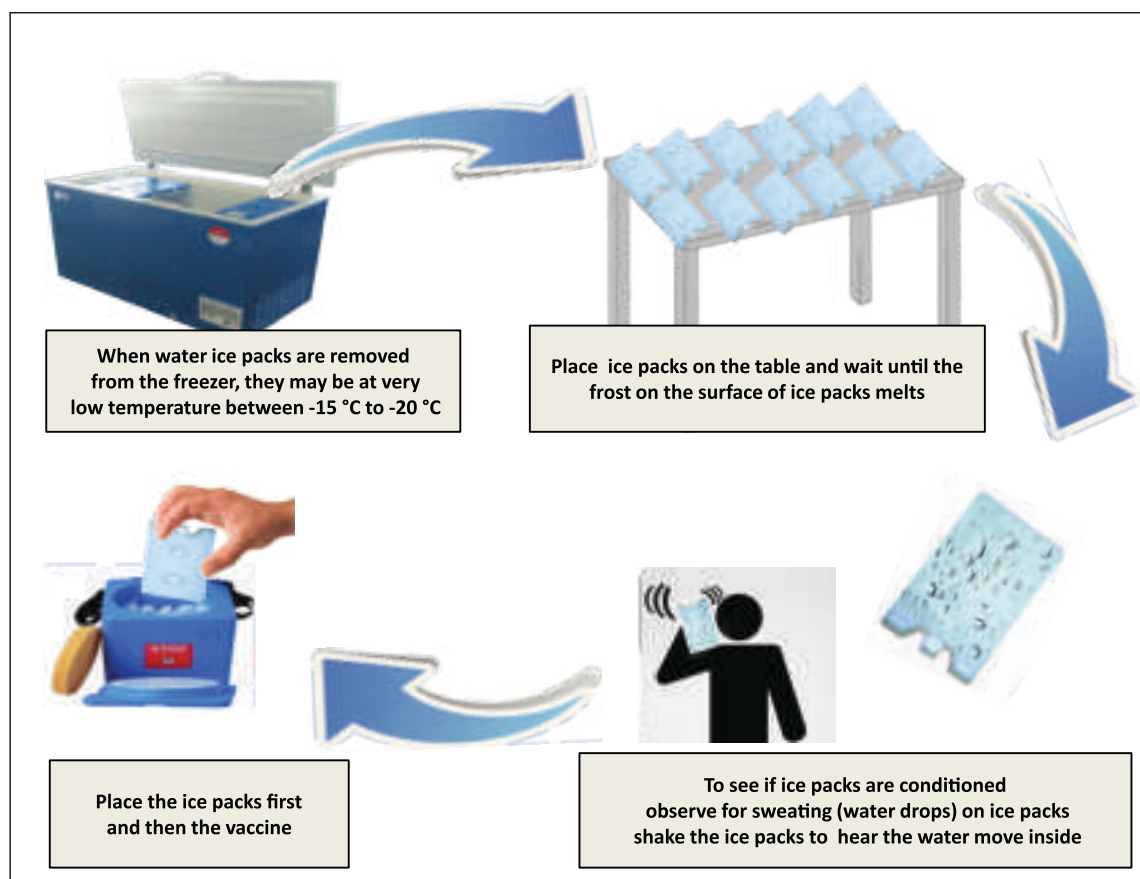 When water ice packs are removed
from the freezer, they may be at very
low temperature between -15 °C to -20 °C
Place ice packs on the table and wait until the
frost on the surface of ice packs melts
To see if ice packs are conditioned
observe for sweating (water drops) on ice packs
shake the ice packs to hear the water move inside
Place the ice packs first
and then the vaccine